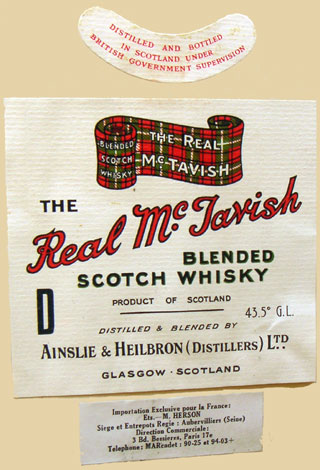 DISTILLED AND BOTTLED
IN SCOTLAND UNDER
BRITISH GOVERNMENT SUPERVISION
BLENDED
SCOTCH
WHISKY
THE REAL
McTAVISH
THE
Real McTavish
BLENDED
SCOTCH WHISKY
D
PRODUCT OF SCOTLAND
43.5° G.L.
DISTILLED & BLENDED BY
AINSLIE & HEILBRON (DISTILLERS) LTD
GLASGOW · SCOTLAND
Importation Exclusive pour la France:
Ets.—M. HERSON
Siege et Entrepots Regie : Aubervilliers (Seine)
Direction Commerciale:
3 Bd. Bessieres, Paris 17e
Telephone: MARcadet : 90-25 et 94-03+